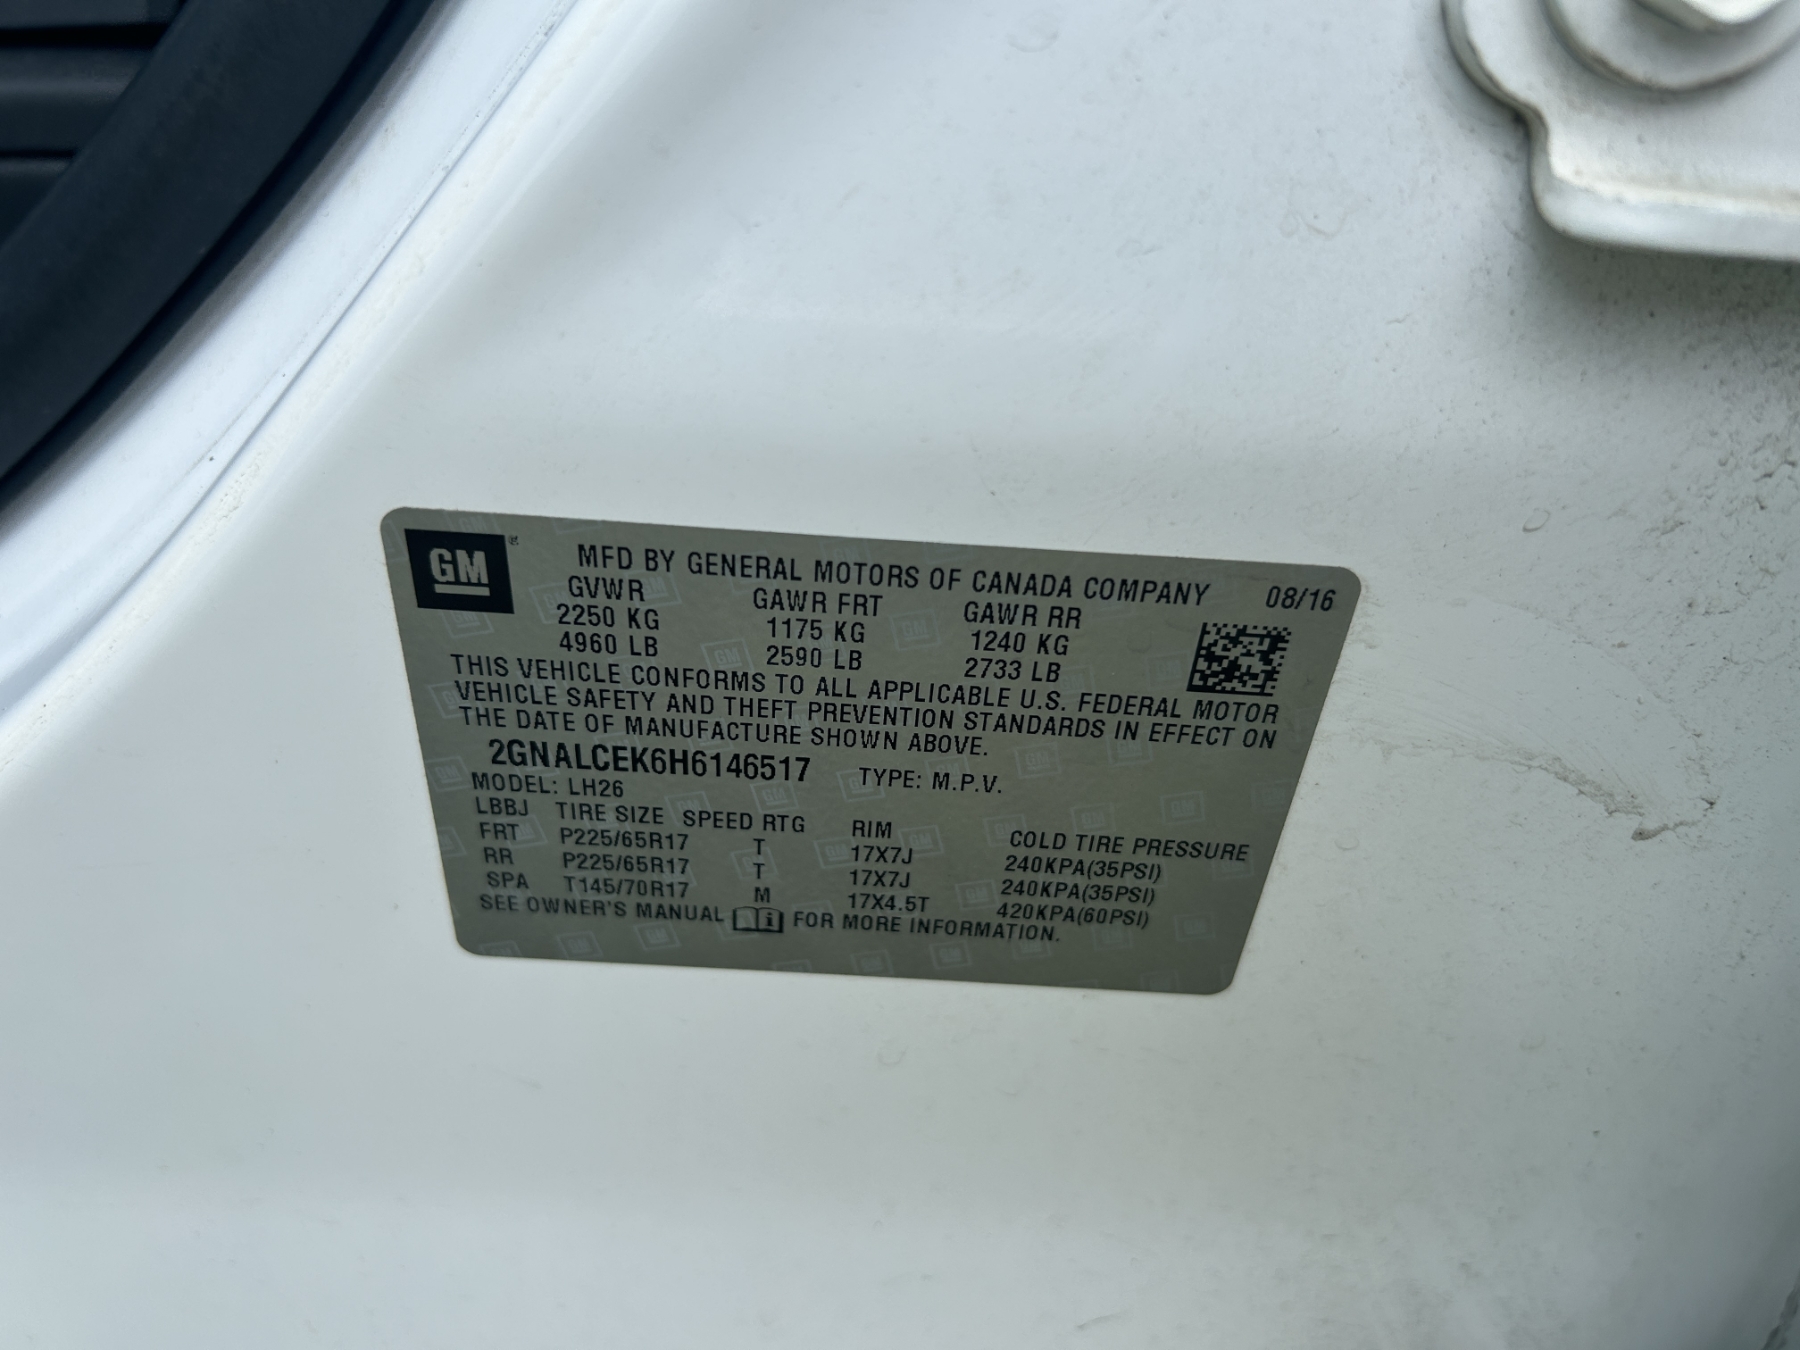 GM ® MFD BY GENERAL MOTORS OF CANADA COMPANY 08/16
GVWR GAWR FRT GAWR RR
2250 KG 1175 KG 1240 KG
4960 LB 2590 LB 2733 LB
THIS VEHICLE CONFORMS TO ALL APPLICABLE U.S. FEDERAL MOTOR
VEHICLE SAFETY AND THEFT PREVENTION STANDARDS IN EFFECT ON
THE DATE OF MANUFACTURE SHOWN ABOVE.
2GNALCEK6H6146517 TYPE: M.P.V.
MODEL: LH26
LBBJ TIRE SIZE SPEED RTG RIM COLD TIRE PRESSURE
FRT P225/65R17 T 17X7J 240KPA(35PSI)
RR P225/65R17 T 17X7J 240KPA(35PSI)
SPA T145/70R17 M 17X4.5T 420KPA(60PSI)
SEE OWNER'S MANUAL FOR MORE INFORMATION.